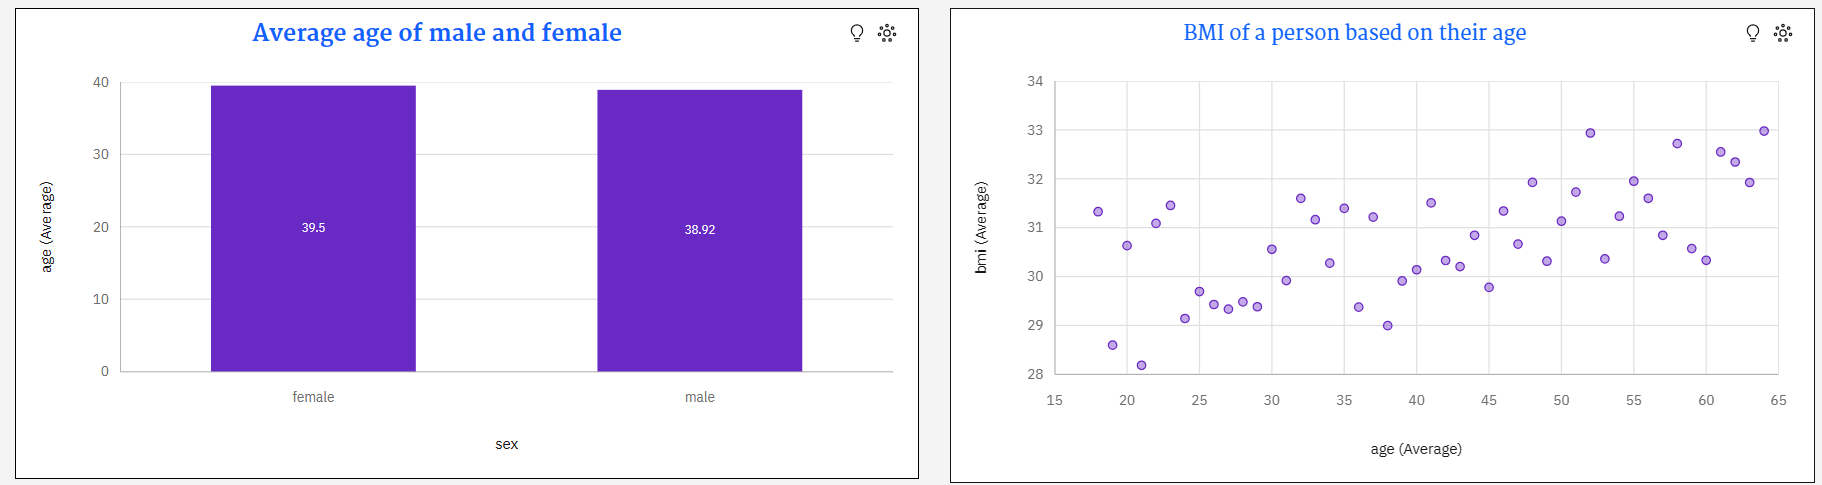 Average age of male and female
40
30
20
10
0
age (Average)
39.5
38.92
female
male
sex
BMI of a person based on their age
34
33
32
31
30
29
28
bmi (Average)
15 20 25 30 35 40 45 50 55 60 65
age (Average)